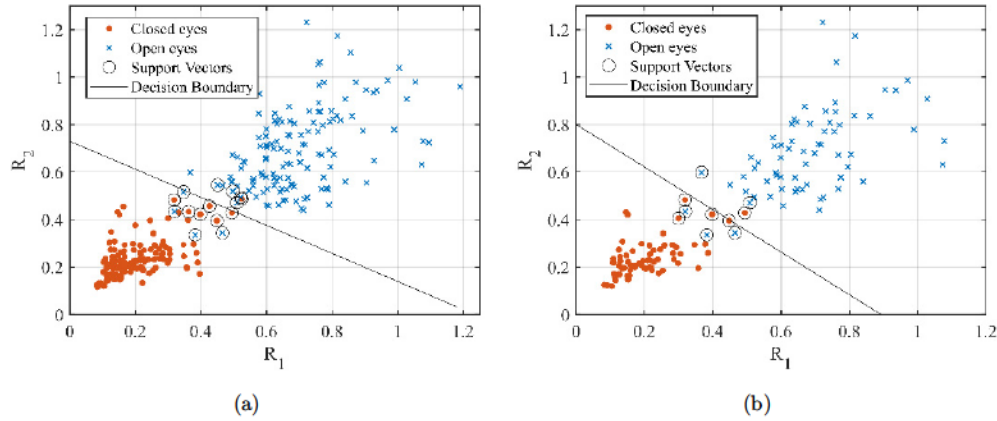 Closed eyes
Open eyes
Support Vectors
Decision Boundary
1.2
1
0.8
0.6
0.4
0.2
0
R2
0 0.2 0.4 0.6 0.8 1 1.2
R1
(a)
Closed eyes
Open eyes
Support Vectors
Decision Boundary
1.2
1
0.8
0.6
0.4
0.2
0
R2
0 0.2 0.4 0.6 0.8 1 1.2
R1
(b)